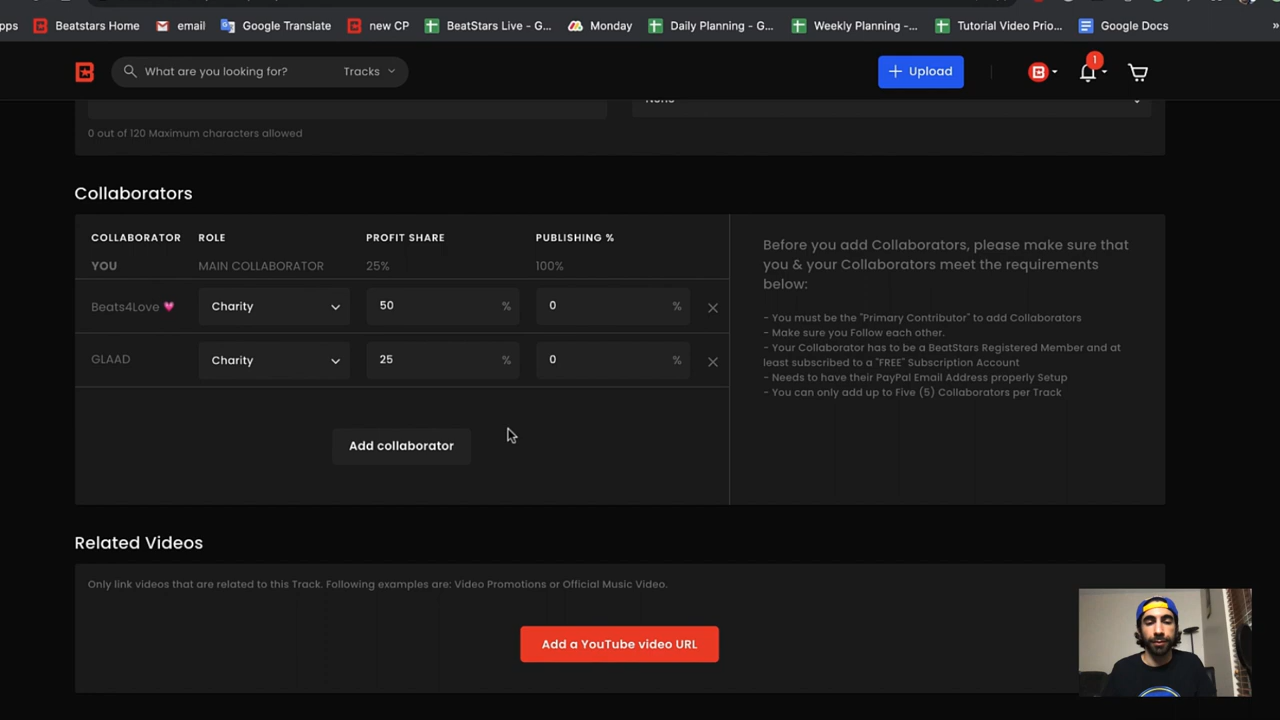 pps
Beatstars Home
email
Google Translate
new CP
BeatStars Live - G...
Monday
Daily Planning - G...
Weekly Planning -...
Tutorial Video Prio...
Google Docs
»
What are you looking for?
Tracks
+ Upload
1
None
0 out of 120 Maximum characters allowed
Collaborators
COLLABORATOR ROLE PROFIT SHARE PUBLISHING %
YOU MAIN COLLABORATOR 25% 100%
Beats4Love 💗 Charity 50 % 0 %
GLAAD Charity 25 % 0 %
Add collaborator
Before you add Collaborators, please make sure that
you & your Collaborators meet the requirements
below:
- You must be the "Primary Contributor" to add Collaborators
- Make sure you Follow each other.
- Your Collaborator has to be a BeatStars Registered Member and at
least subscribed to a "FREE" Subscription Account
- Needs to have their PayPal Email Address properly Setup
- You can only add up to Five (5) Collaborators per Track
Related Videos
Only link videos that are related to this Track. Following examples are: Video Promotions or Official Music Video.
Add a YouTube video URL